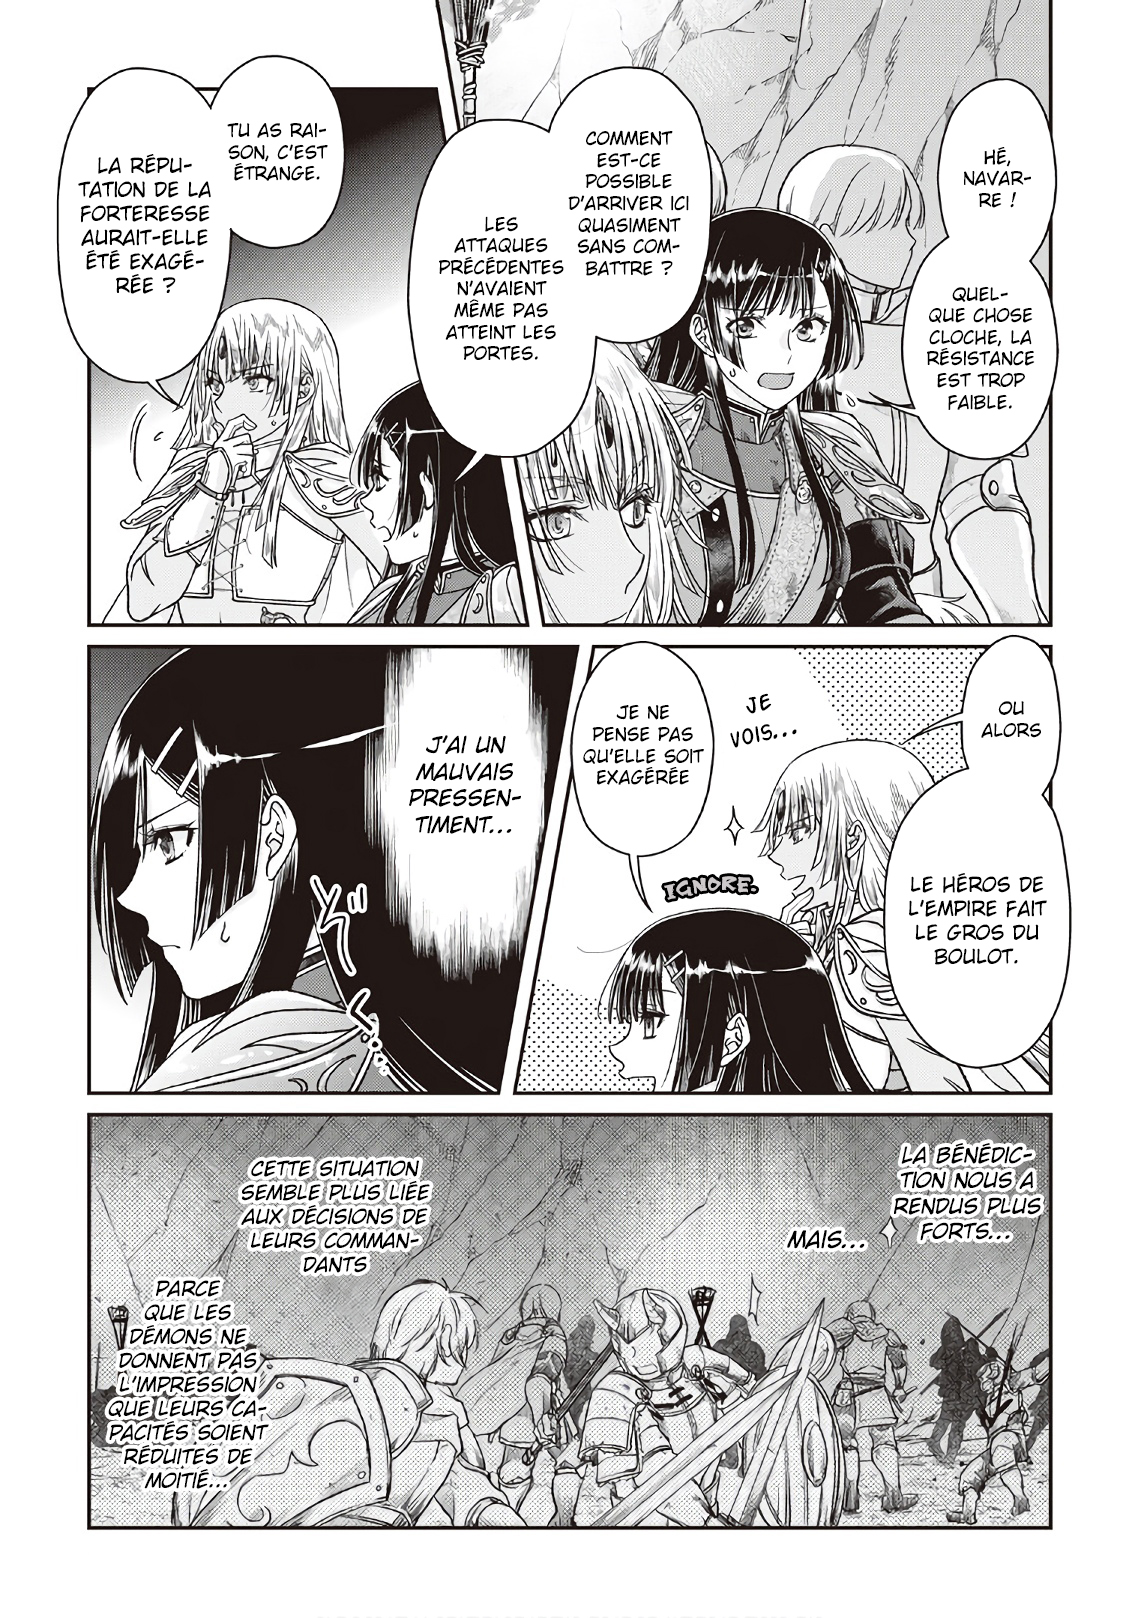 HÉ,
NAVAR-
RE !
QUEL-
QUE CHOSE
CLOCHE, LA
RÉSISTANCE
EST TROP
FAIBLE.
COMMENT
EST-CE
POSSIBLE
D'ARRIVER ICI
QUASIMENT
SANS COM-
BATTRE ?
LES
ATTAQUES
PRÉCÉDENTES
N'AVAIENT
MÊME PAS
ATTEINT LES
PORTES.
TU AS RAI-
SON, C'EST
ÉTRANGE.
LA RÉPU-
TATION DE LA
FORTERESSE
AURAIT-ELLE
ÉTÉ EXAGÉ-
RÉE ?
OU
ALORS
LE HÉROS DE
L'EMPIRE FAIT
LE GROS DU
BOULOT.
JE
VOIS...
JE NE
PENSE PAS
QU'ELLE SOIT
EXAGÉRÉE
IGNORE.
J'AI UN
MAUVAIS
PRESSEN-
TIMENT...
ぞく...
LA BÉNÉDIC-
TION NOUS A
RENDUS PLUS
FORTS...
MAIS...
CETTE SITUATION
SEMBLE PLUS LIÉE
AUX DÉCISIONS DE
LEURS COMMAN-
DANTS
PARCE
QUE LES
DÉMONS NE
DONNENT PAS
L'IMPRESSION
QUE LEURS CA-
PACITÉS SOIENT
RÉDUITES DE
MOITIÉ...